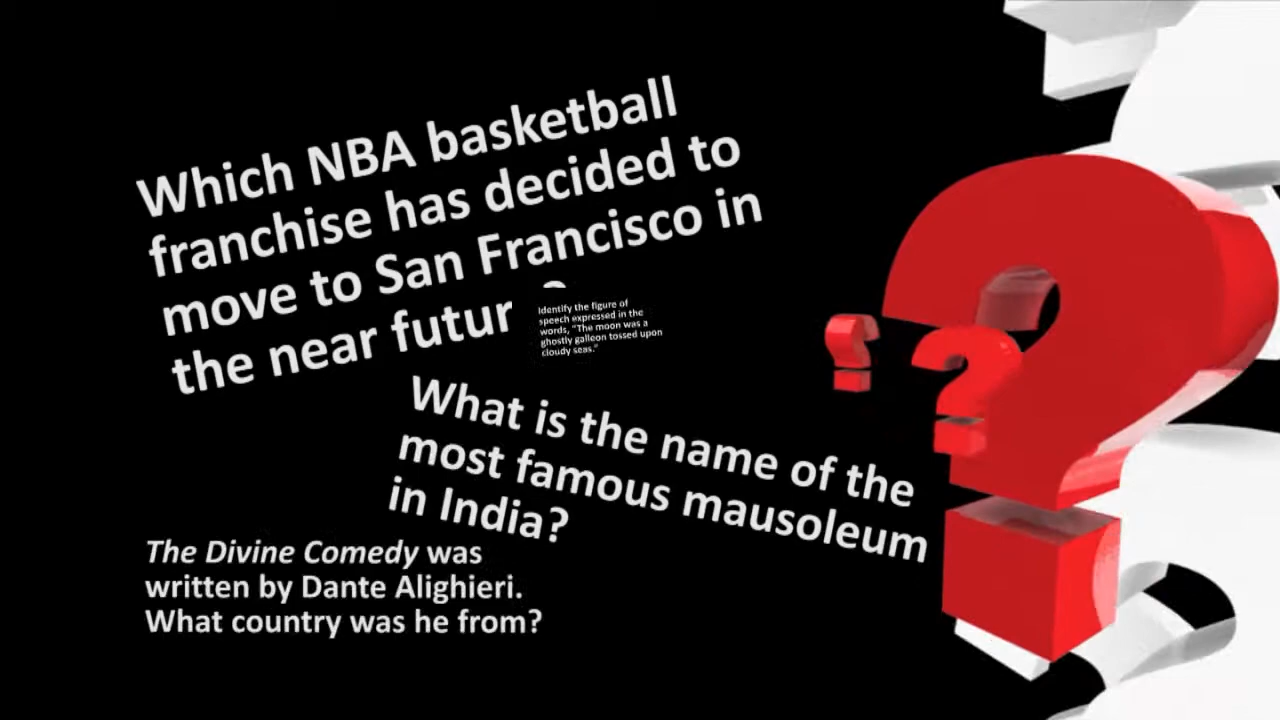 Which NBA basketball
franchise has decided to
move to San Francisco in
the near futur ?
Identify the figure of
speech expressed in the
words, "The moon was a
ghostly galleon tossed upon
cloudy seas."
What is the name of the
most famous mausoleum
in India?
The Divine Comedy was
written by Dante Alighieri.
What country was he from?